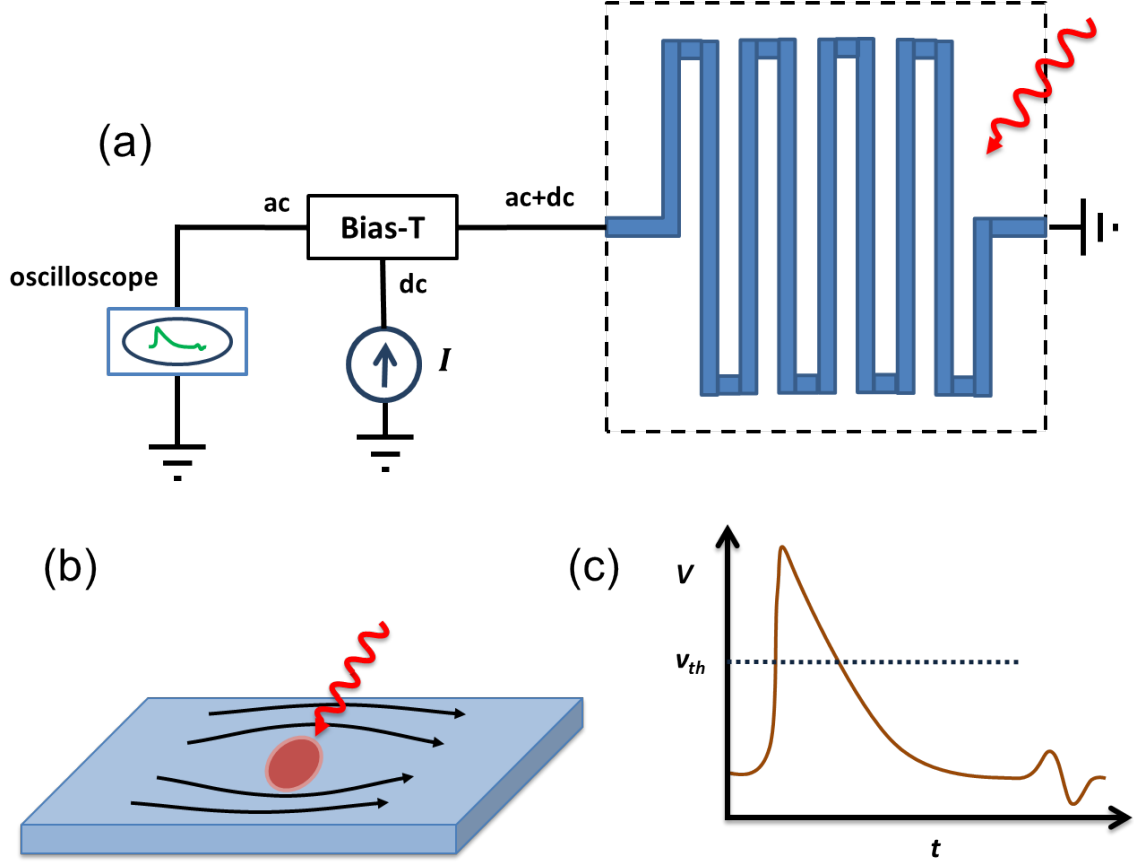 (a)
ac
Bias-T
ac+dc
oscilloscope
dc
I
(b)
(c)
V
v_th
t